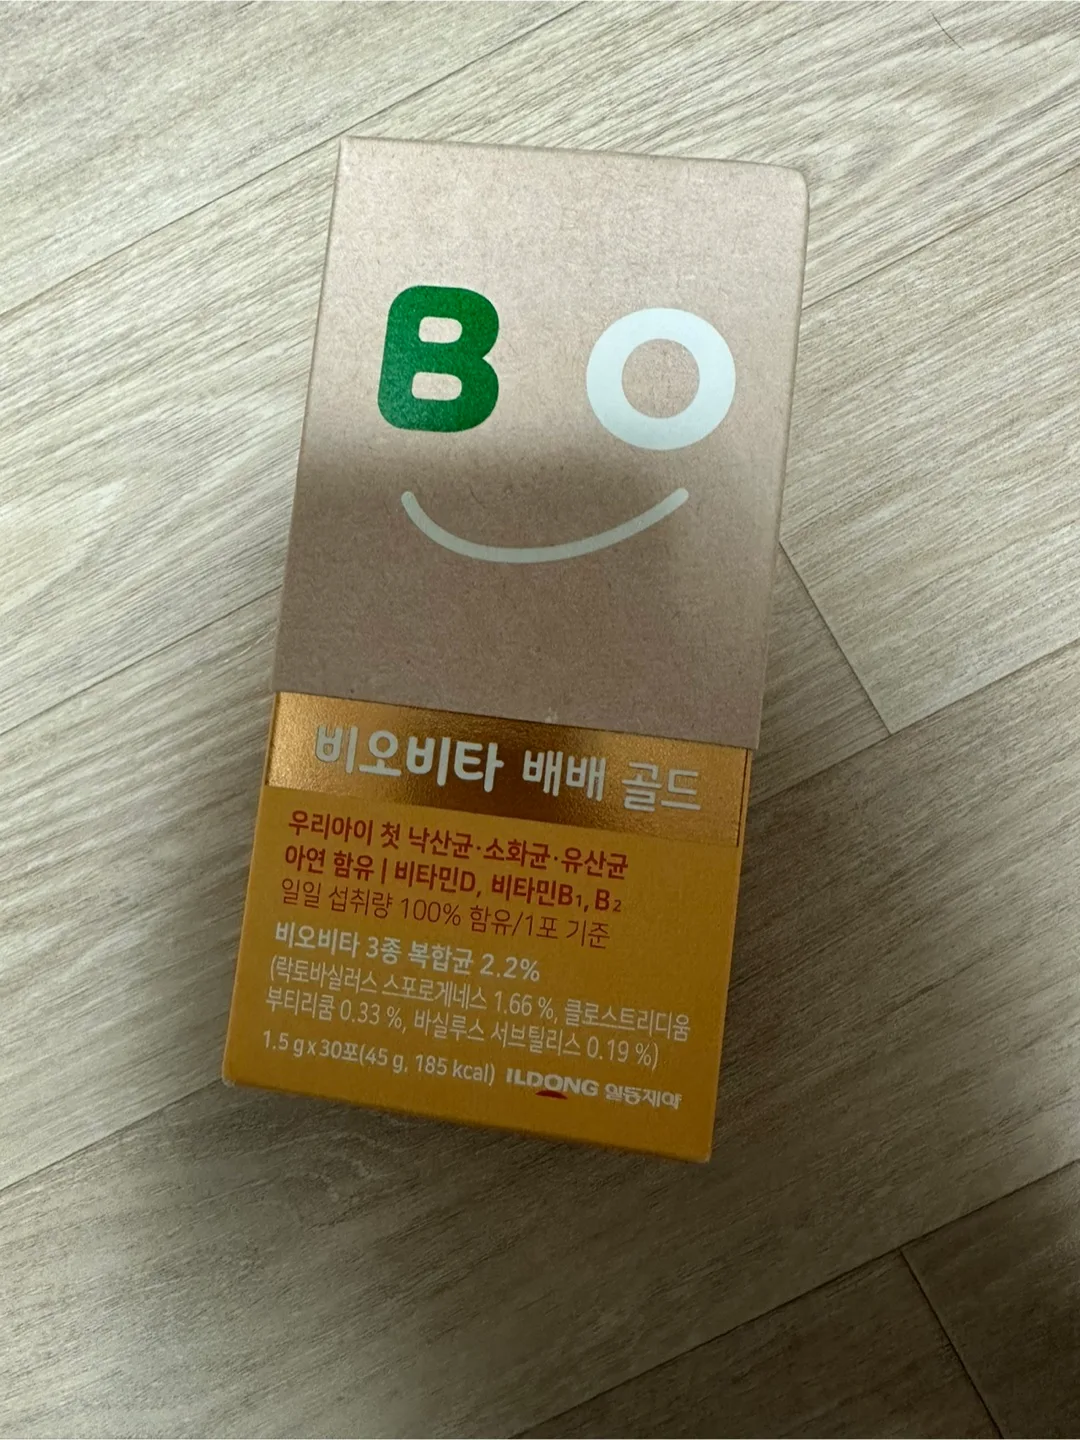 B O
비오비타 배배 골드
우리아이 첫 낙산균·소화균·유산균
아연 함유 | 비타민D, 비타민B₁, B₂
일일 섭취량 100% 함유/1포 기준
비오비타 3종 복합균 2.2%
(락토바실러스 스포로게네스 1.66 %, 클로스트리디움
부티리쿰 0.33 %, 바실루스 서브틸리스 0.19 %)
1.5 g x 30포(45 g, 185 kcal) ILDONG 일동제약